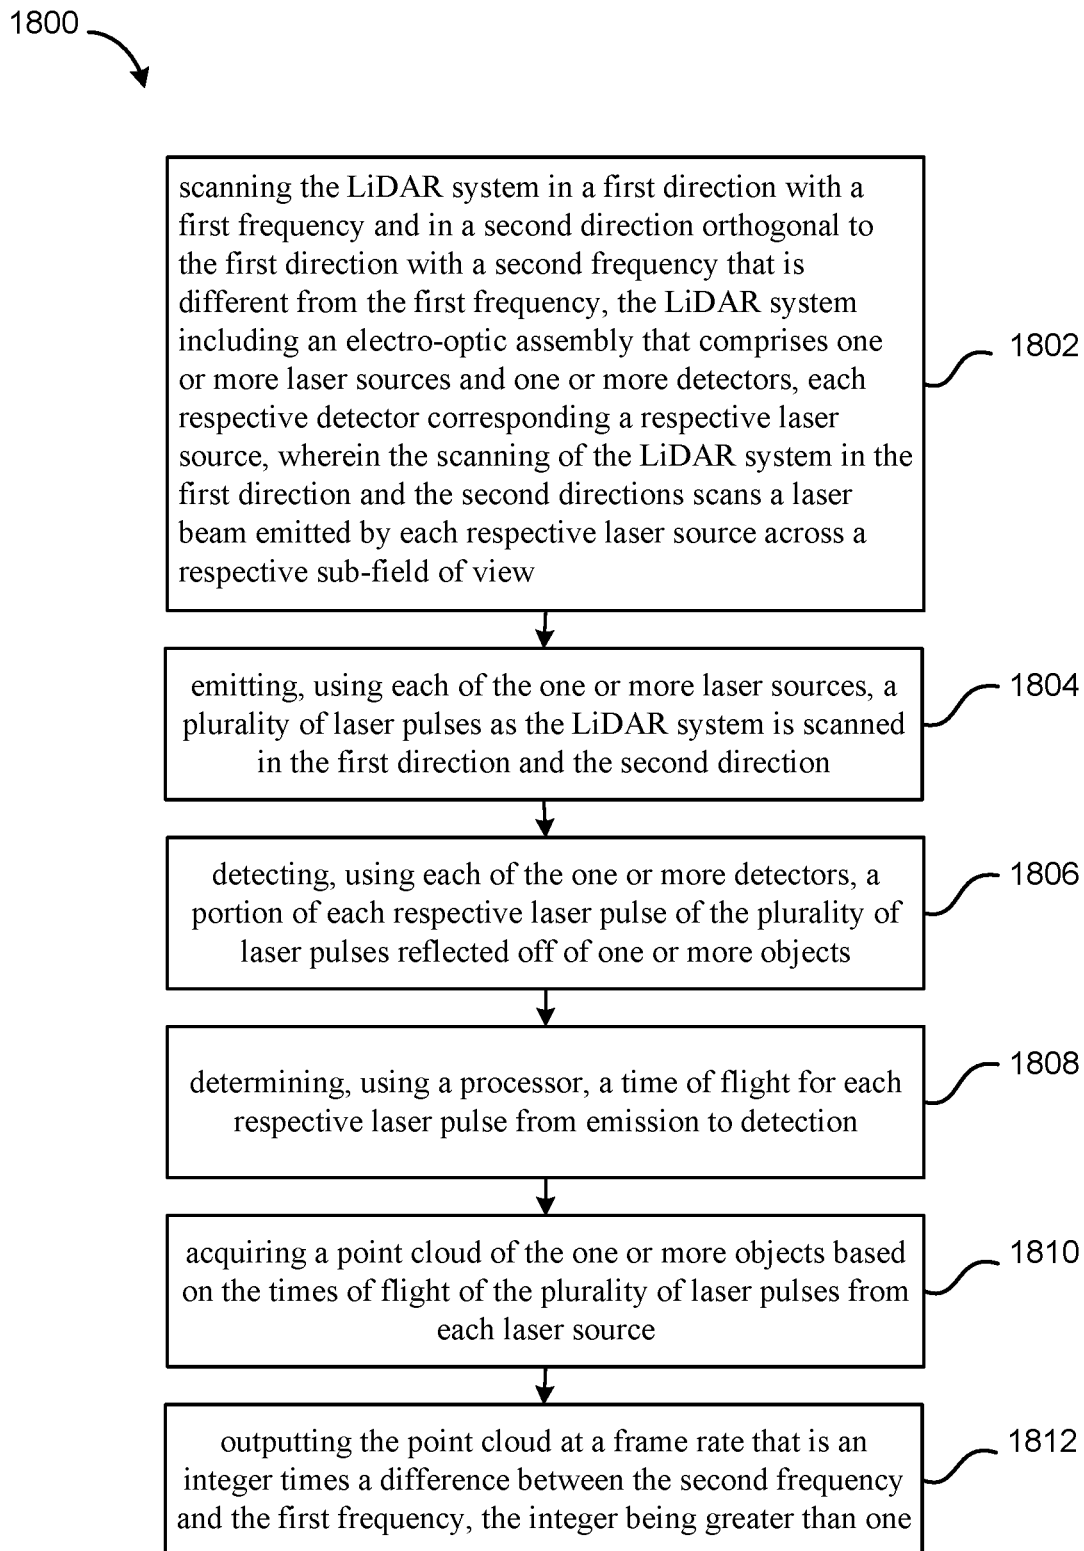 1800
scanning the LiDAR system in a first direction with a
first frequency and in a second direction orthogonal to
the first direction with a second frequency that is
different from the first frequency, the LiDAR system
including an electro-optic assembly that comprises one
or more laser sources and one or more detectors, each
respective detector corresponding a respective laser
source, wherein the scanning of the LiDAR system in the
first direction and the second directions scans a laser
beam emitted by each respective laser source across a
respective sub-field of view
1802
emitting, using each of the one or more laser sources, a
plurality of laser pulses as the LiDAR system is scanned
in the first direction and the second direction
1804
detecting, using each of the one or more detectors, a
portion of each respective laser pulse of the plurality of
laser pulses reflected off of one or more objects
1806
determining, using a processor, a time of flight for each
respective laser pulse from emission to detection
1808
acquiring a point cloud of the one or more objects based
on the times of flight of the plurality of laser pulses from
each laser source
1810
outputting the point cloud at a frame rate that is an
integer times a difference between the second frequency
and the first frequency, the integer being greater than one
1812